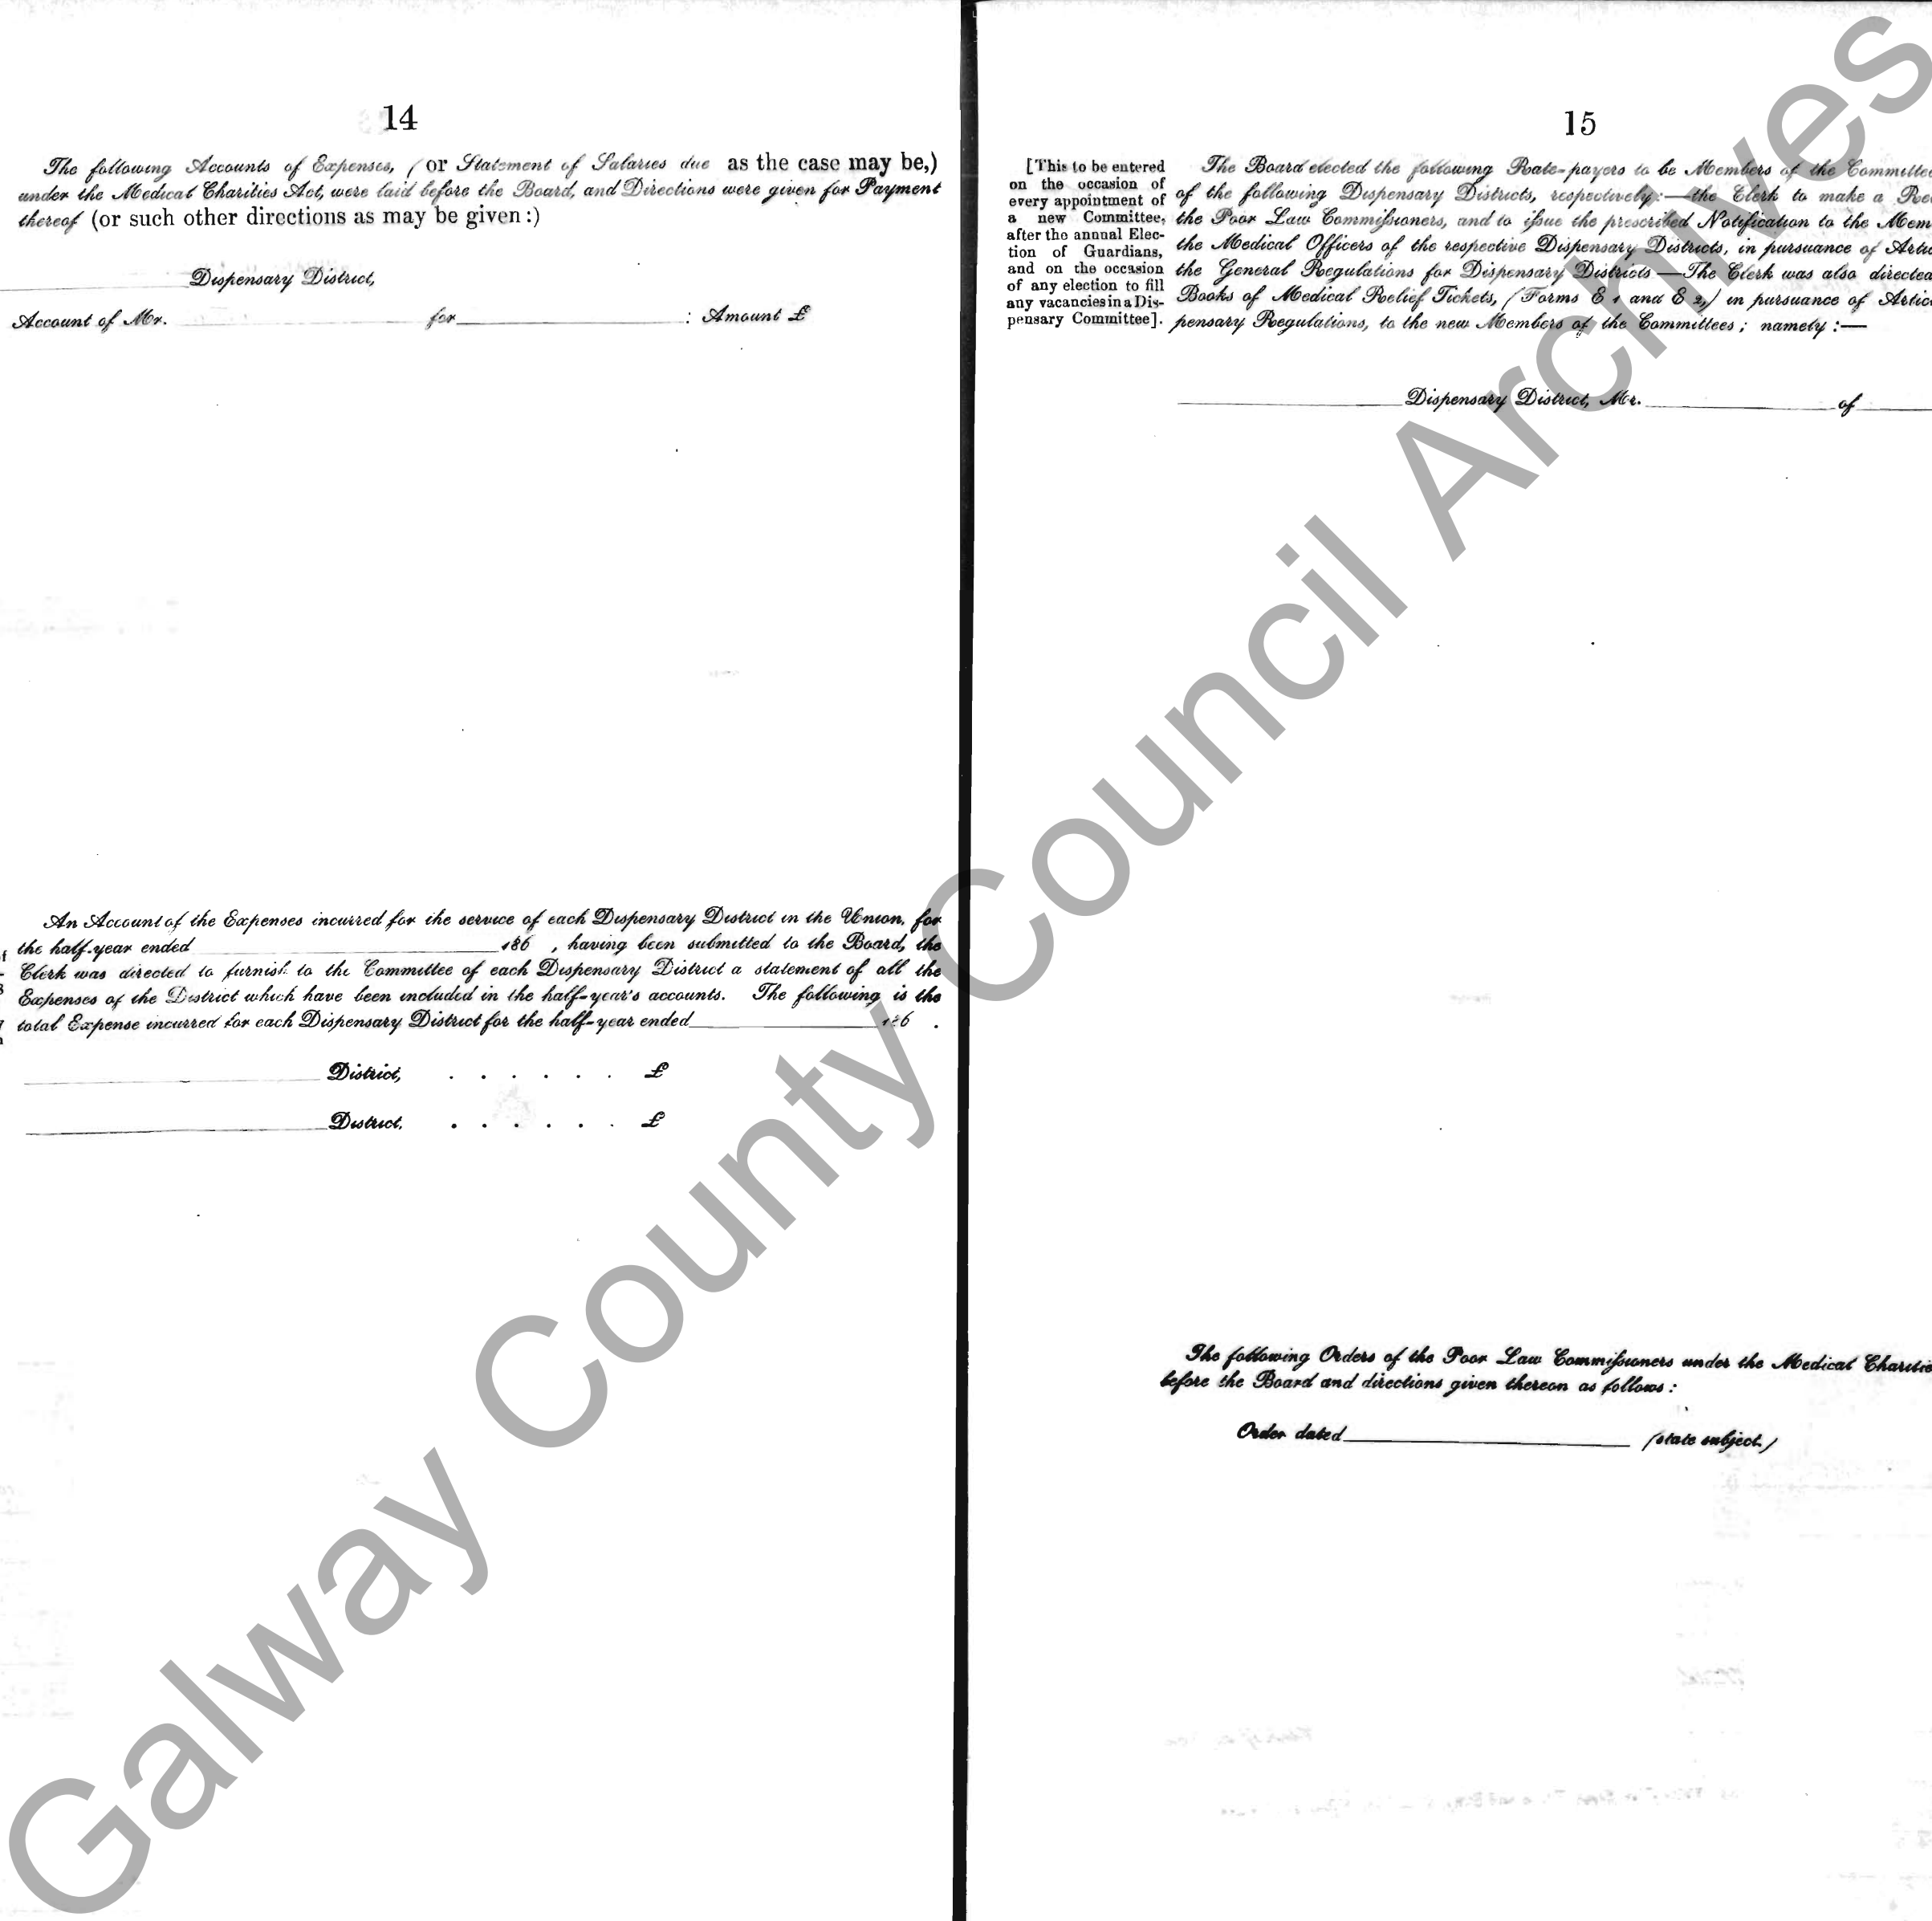 14
The following Accounts of Expenses, (or Statement of Salaries due as the case may be,)
under the Medical Charities Act, were laid before the Board, and Directions were given for Payment
thereof (or such other directions as may be given:)
Dispensary District,
Account of Mr. for : Amount £
An Account of the Expenses incurred for the service of each Dispensary District in the Union, for
the half-year ended 186 , having been submitted to the Board, the
Clerk was directed to furnish to the Committee of each Dispensary District a statement of all the
Expenses of the District which have been included in the half-year's accounts. The following is the
total Expense incurred for each Dispensary District for the half-year ended 186 .
District, . . . . . . £
District, . . . . . . £
15
[This to be entered
on the occasion of
every appointment of
a new Committee,
after the annual Elec-
tion of Guardians,
and on the occasion
of any election to fill
any vacancies in a Dis-
pensary Committee].
The Board elected the following Rate-payers to be Members of the Committee
of the following Dispensary Districts, respectively:—the Clerk to make a
the Poor Law Commissioners, and to issue the prescribed Notification to the Mem
the Medical Officers of the respective Dispensary Districts, in pursuance of
the General Regulations for Dispensary Districts—The Clerk was also directed
Books of Medical Relief Tickets, (Forms E 1 and E 2,) in pursuance of
pensary Regulations, to the new Members of the Committees; namely:—
Dispensary District, Mr. of
The following Orders of the Poor Law Commissioners under the Medical Charitie
before the Board and directions given thereon as follows:
Order dated (state subject.)
Galway County Council Archives